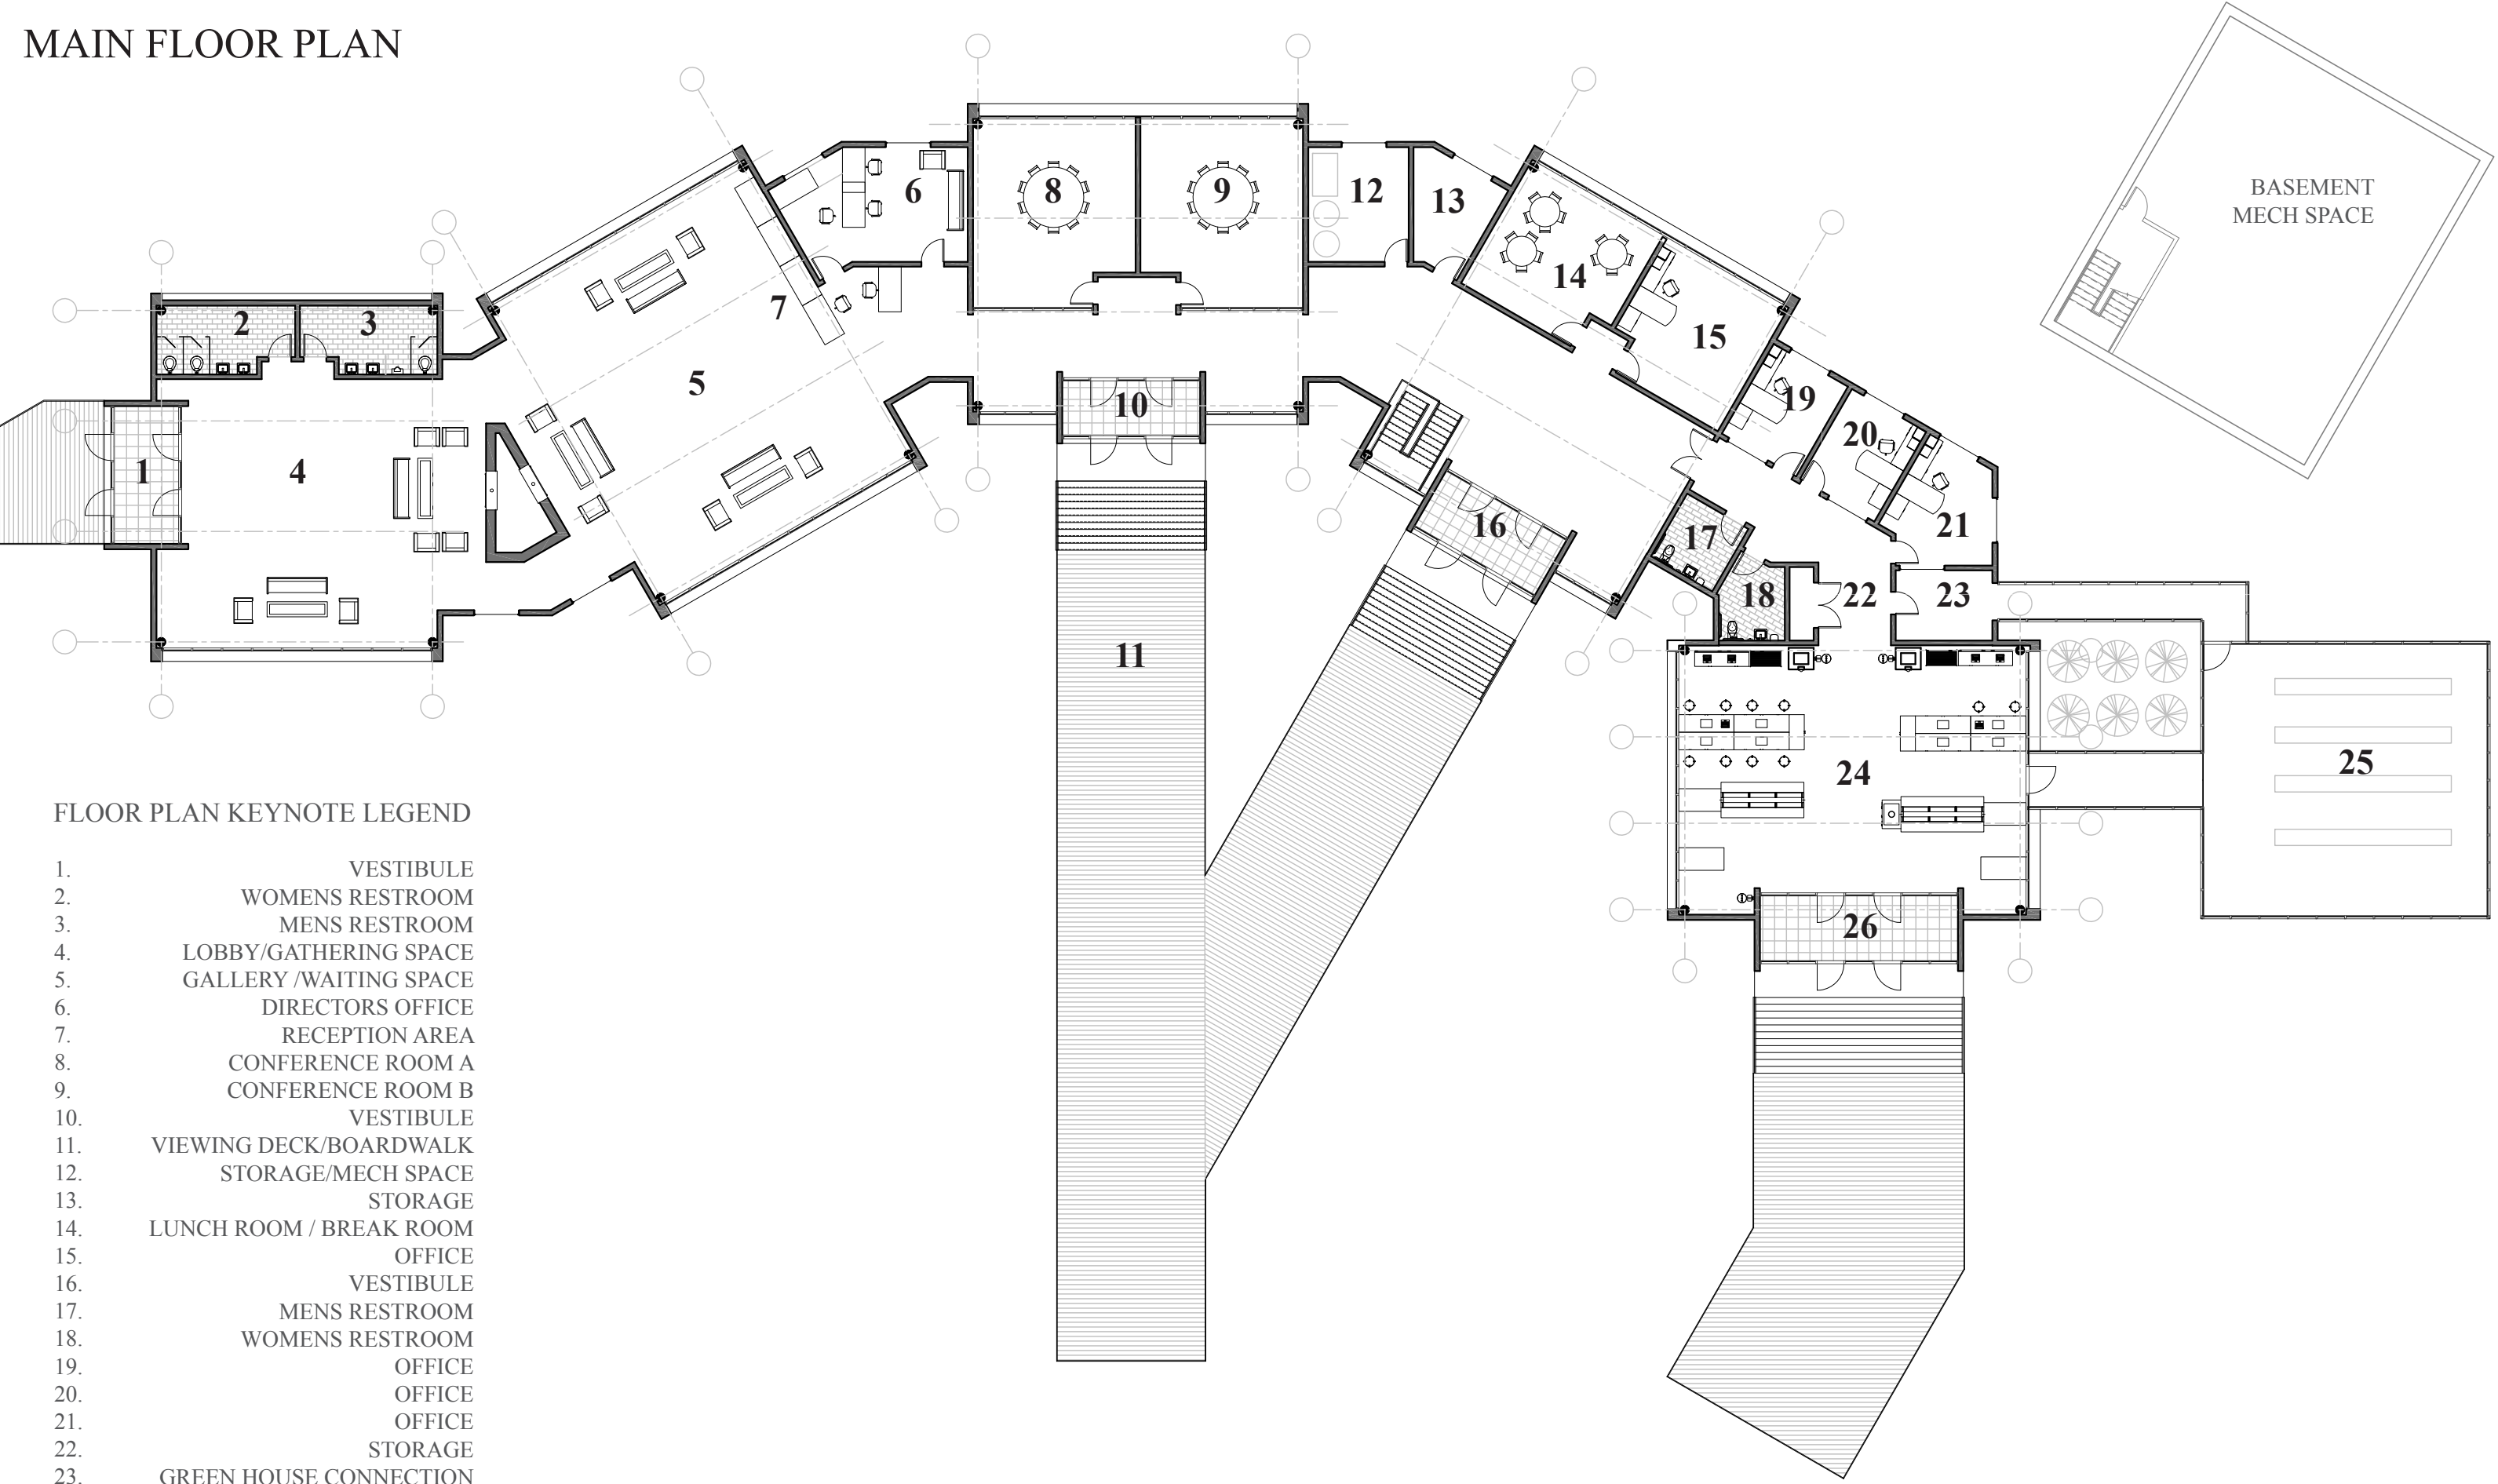 MAIN FLOOR PLAN
BASEMENT
MECH SPACE
1
2
3
4
5
6
7
8
9
10
11
12
13
14
15
16
17
18
19
20
21
22
23
24
25
26
FLOOR PLAN KEYNOTE LEGEND
1. VESTIBULE
2. WOMENS RESTROOM
3. MENS RESTROOM
4. LOBBY/GATHERING SPACE
5. GALLERY /WAITING SPACE
6. DIRECTORS OFFICE
7. RECEPTION AREA
8. CONFERENCE ROOM A
9. CONFERENCE ROOM B
10. VESTIBULE
11. VIEWING DECK/BOARDWALK
12. STORAGE/MECH SPACE
13. STORAGE
14. LUNCH ROOM / BREAK ROOM
15. OFFICE
16. VESTIBULE
17. MENS RESTROOM
18. WOMENS RESTROOM
19. OFFICE
20. OFFICE
21. OFFICE
22. STORAGE
23. GREEN HOUSE CONNECTION